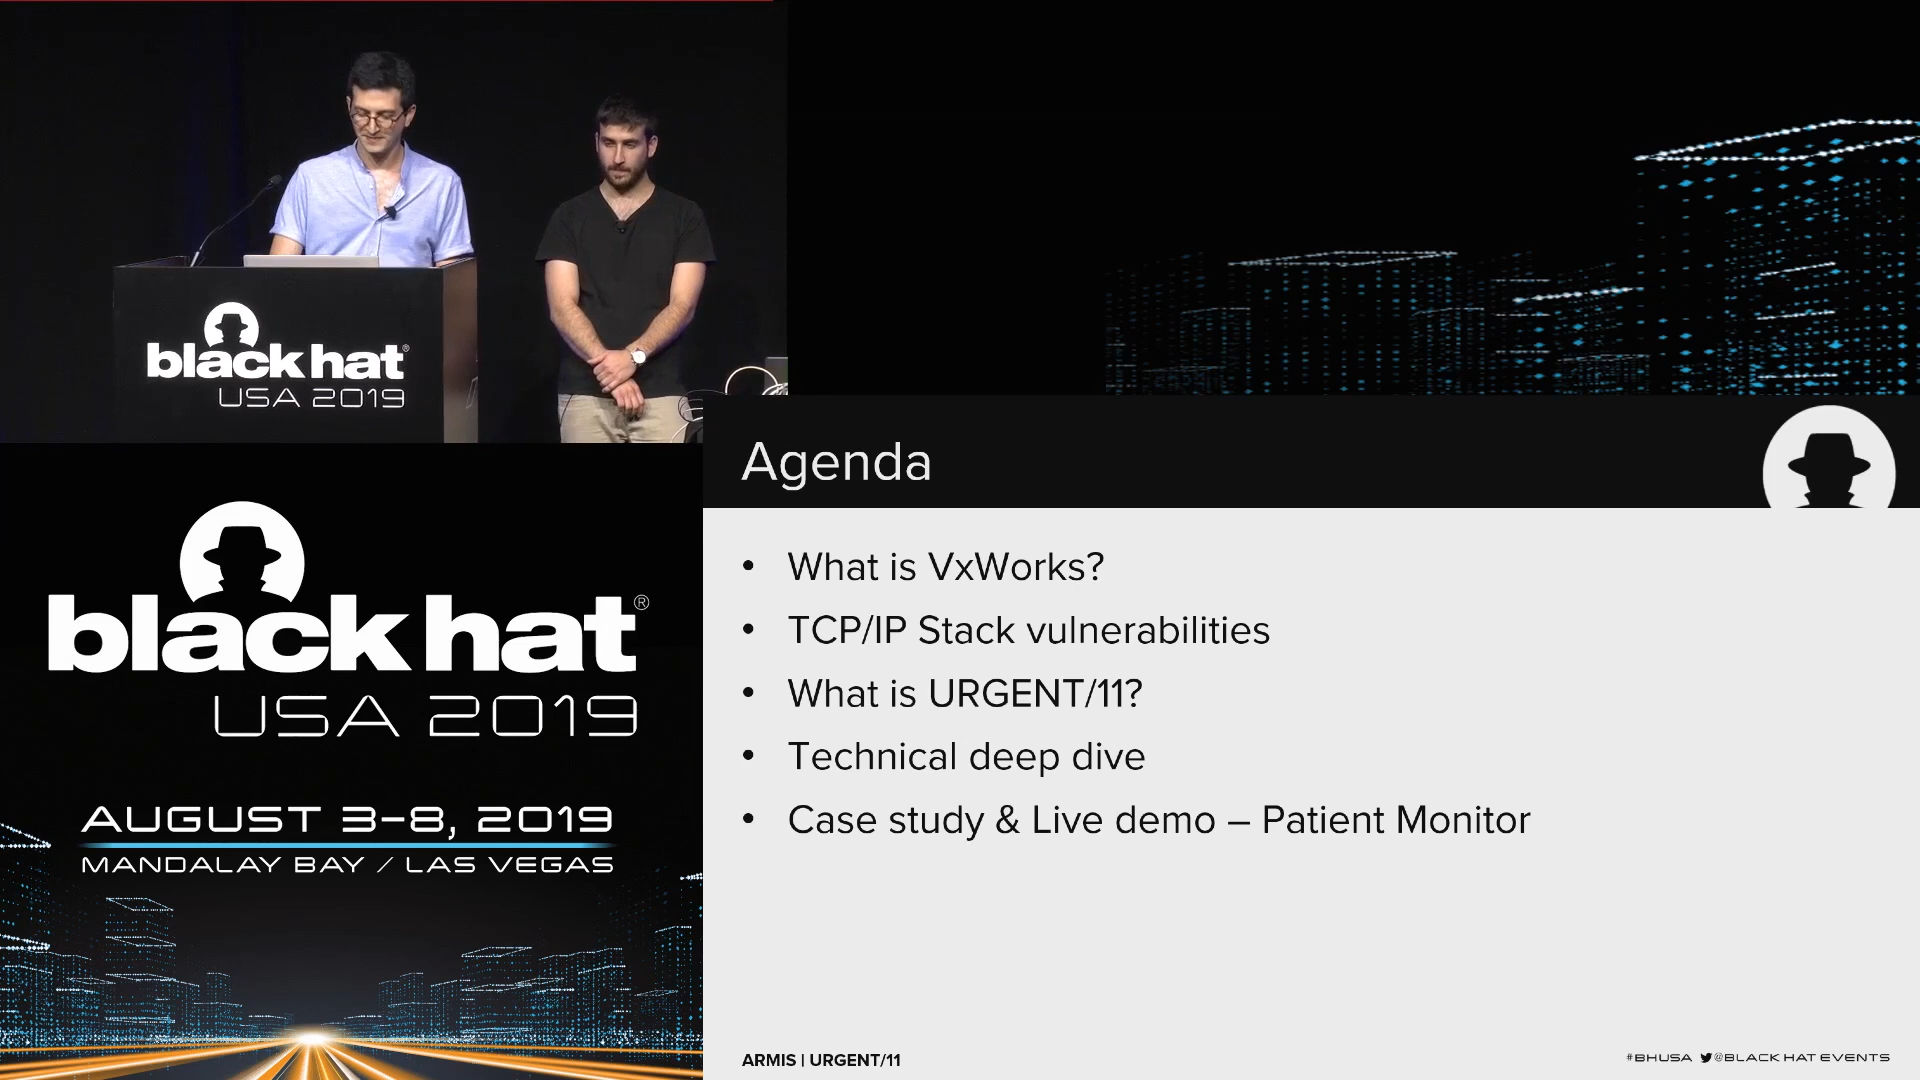 black hat®
USA 2019
black hat®
USA 2019
AUGUST 3–8, 2019
MANDALAY BAY / LAS VEGAS
Agenda
• What is VxWorks?
• TCP/IP Stack vulnerabilities
• What is URGENT/11?
• Technical deep dive
• Case study & Live demo – Patient Monitor
ARMIS | URGENT/11
#BHUSA @BLACK HAT EVENTS